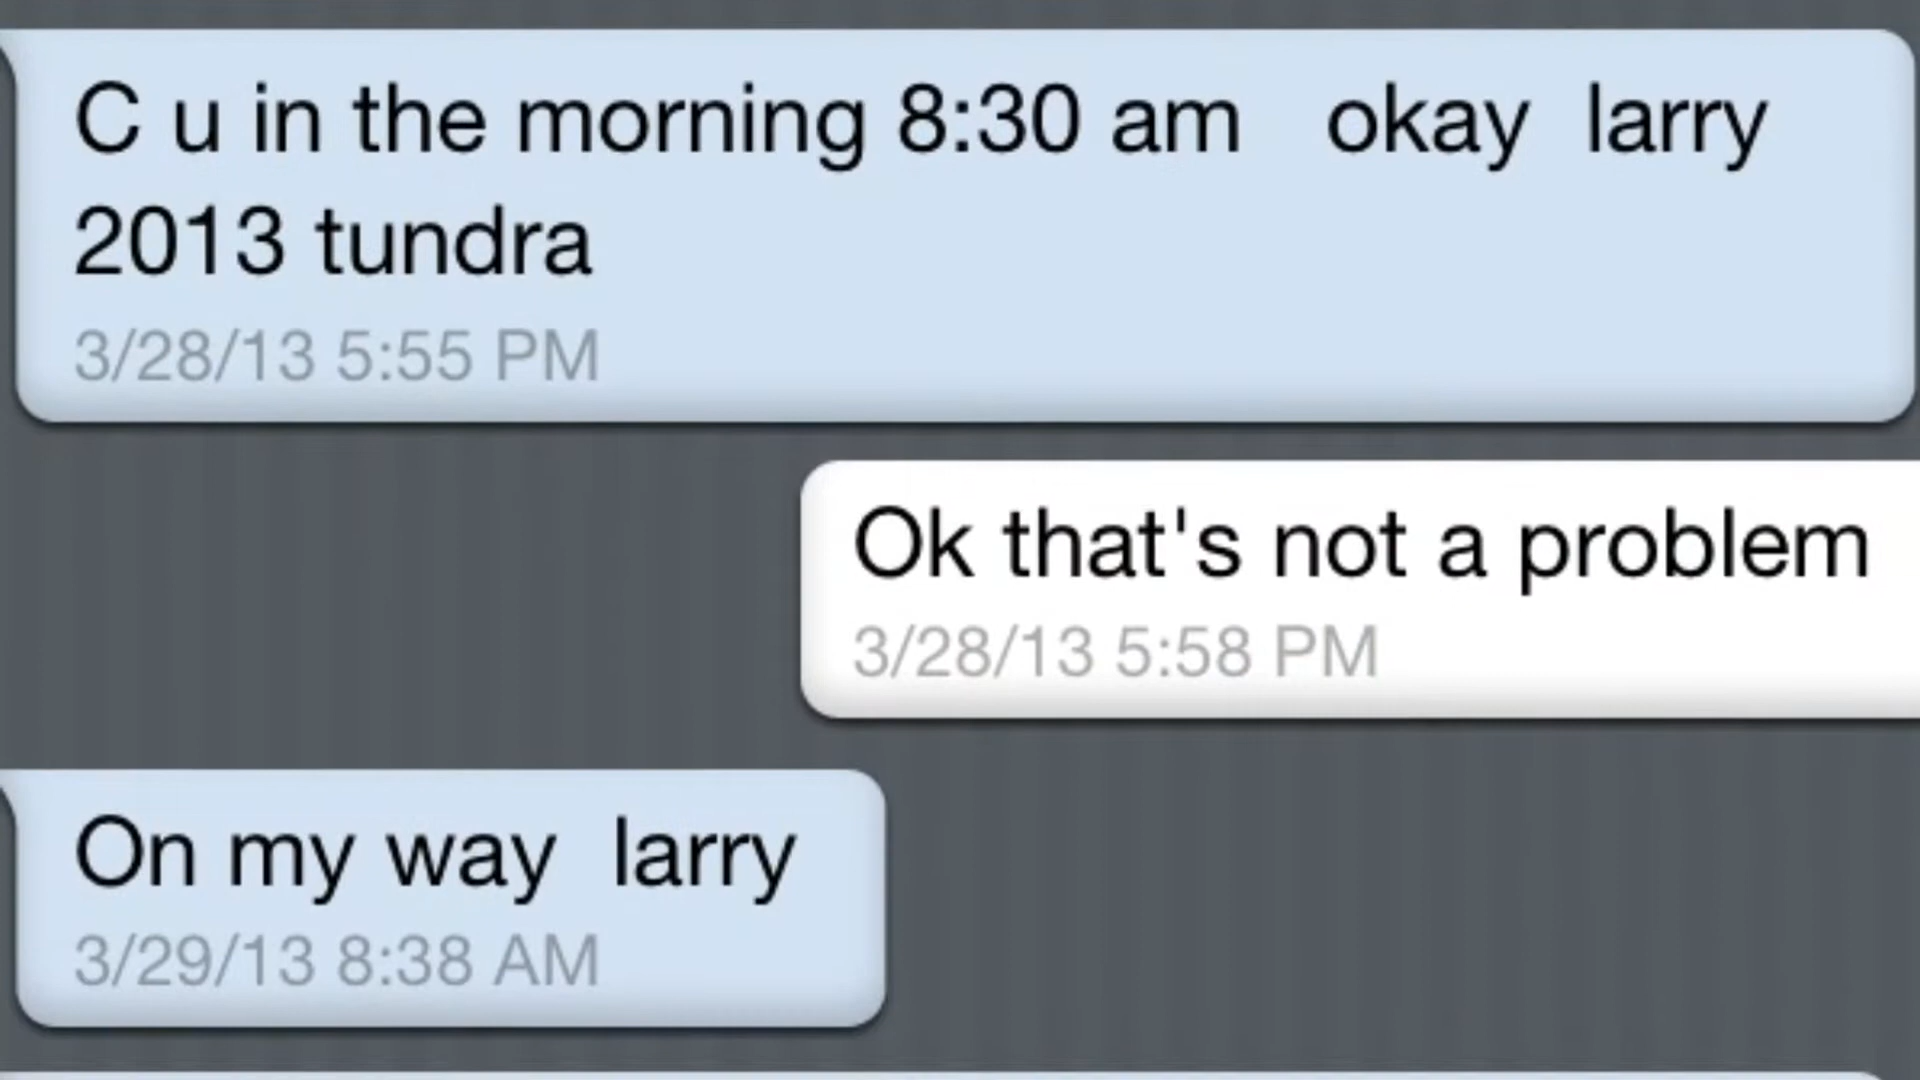 C u in the morning 8:30 am   okay  larry
2013 tundra
3/28/13 5:55 PM
Ok that's not a problem
3/28/13 5:58 PM
On my way  larry
3/29/13 8:38 AM